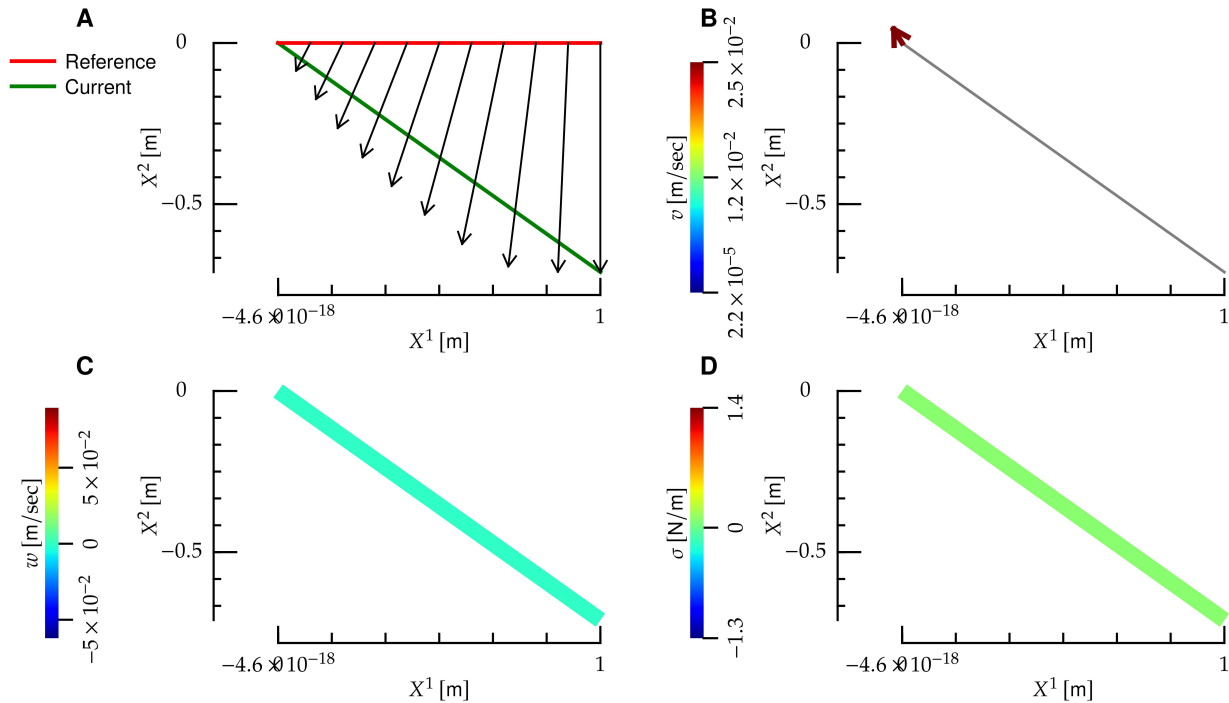 A
Reference
Current
0
−0.5
X² [m]
−4.6 × 10⁻¹⁸
1
X¹ [m]
B
v [m/sec]
2.5 × 10⁻²
1.2 × 10⁻²
2.2 × 10⁻⁵
0
−0.5
X² [m]
−4.6 × 10⁻¹⁸
1
X¹ [m]
C
w [m/sec]
5 × 10⁻²
0
−5 × 10⁻²
0
−0.5
X² [m]
−4.6 × 10⁻¹⁸
1
X¹ [m]
D
σ [N/m]
1.4
0
−1.3
0
−0.5
X² [m]
−4.6 × 10⁻¹⁸
1
X¹ [m]